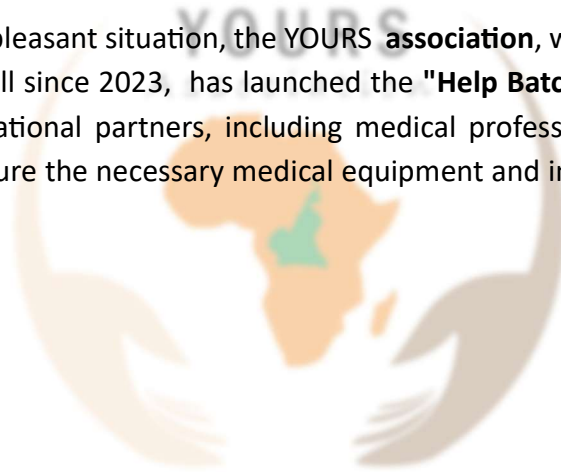 YOURS
pleasant situation, the YOURS association, w
ll since 2023, has launched the "Help Batc
ational partners, including medical profess
ure the necessary medical equipment and in